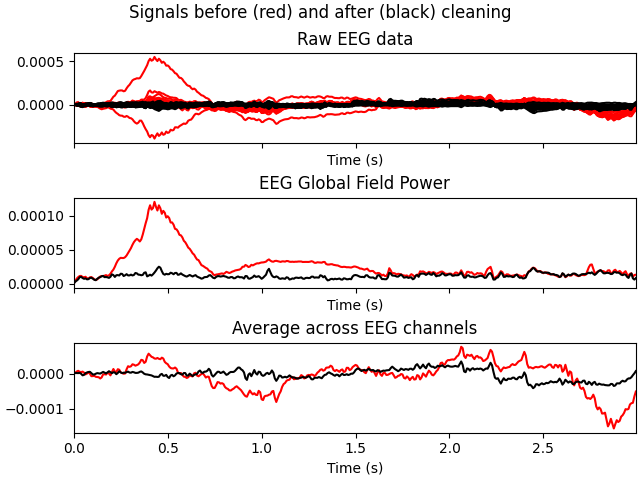 Signals before (red) and after (black) cleaning
Raw EEG data
0.0005
0.0000
Time (s)
EEG Global Field Power
0.00010
0.00005
0.00000
Time (s)
Average across EEG channels
0.0000
−0.0001
0.0 0.5 1.0 1.5 2.0 2.5
Time (s)